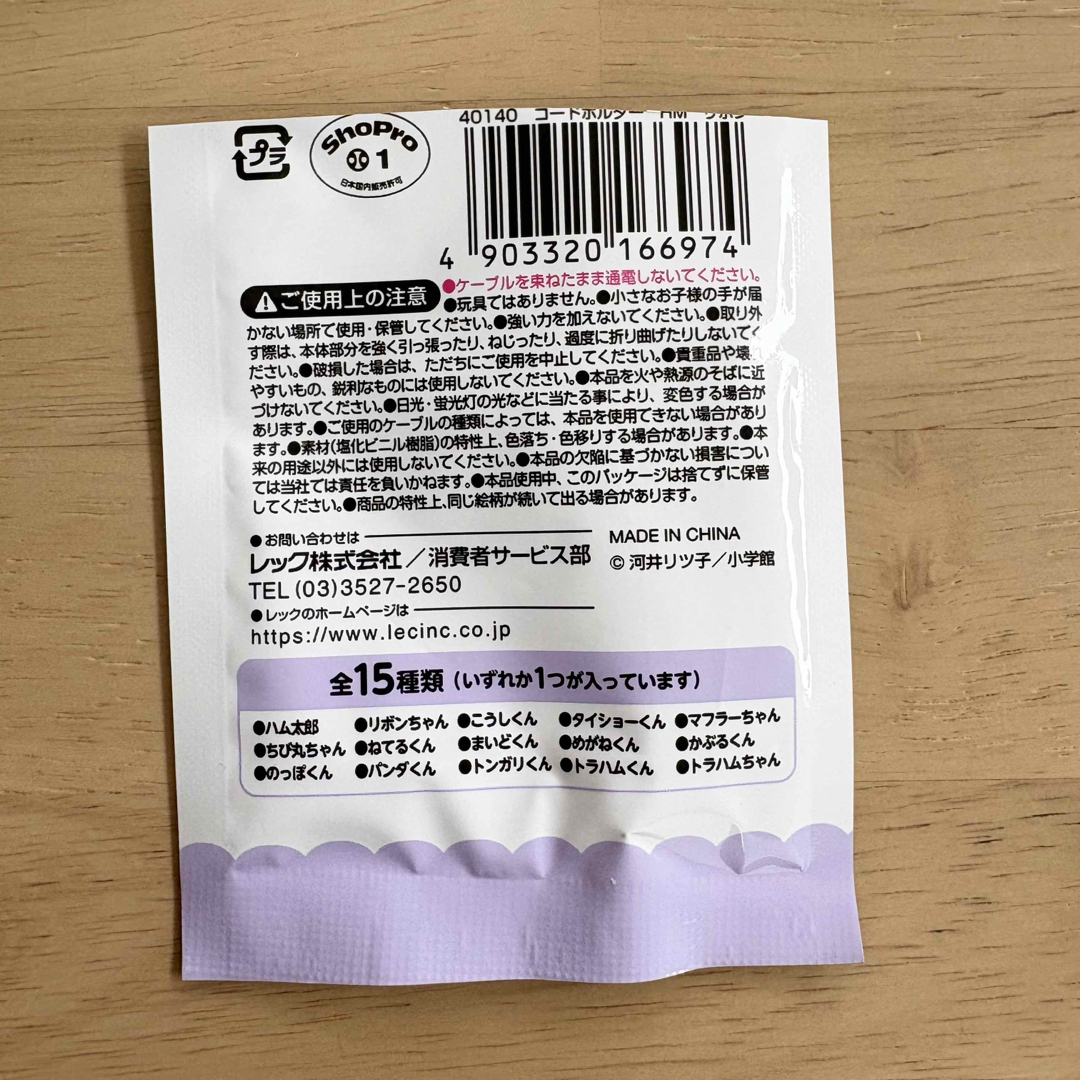 プラ
ShoPro
1
日本国内販売許可
40140 コードホルダー HM リボン
4 903320 166974
ご使用上の注意
●ケーブルを束ねたまま通電しないでください。
●玩具ではありません。●小さなお子様の手が届
かない場所で使用・保管してください。●強い力を加えないでください。●取り外
す際は、本体部分を強く引っ張ったり、ねじったり、過度に折り曲げたりしないでく
ださい。●破損した場合は、ただちにご使用を中止してください。●貴重品や壊れ
やすいもの、鋭利なものには使用しないでください。●本品を火や熱源のそばに近
づけないでください。●日光・蛍光灯の光などに当たる事により、変色する場合が
あります。●ご使用のケーブルの種類によっては、本品を使用できない場合があり
ます。●素材(塩化ビニル樹脂)の特性上、色落ち・色移りする場合があります。●本
来の用途以外には使用しないでください。●本品の欠陥に基づかない損害につい
ては当社では責任を負いかねます。●本品使用中、このパッケージは捨てずに保管
してください。●商品の特性上、同じ絵柄が続いて出る場合があります。
●お問い合わせは
レック株式会社/消費者サービス部
TEL (03)3527-2650
●レックのホームページは
https://www.lecinc.co.jp
MADE IN CHINA
© 河井リツ子/小学館
全15種類(いずれか1つが入っています)
●ハム太郎 ●リボンちゃん ●こうしくん ●タイショーくん ●マフラーちゃん
●ちび丸ちゃん ●ねてるくん ●まいどくん ●めがねくん ●かぶるくん
●のっぽくん ●パンダくん ●トンガリくん ●トラハムくん ●トラハムちゃん